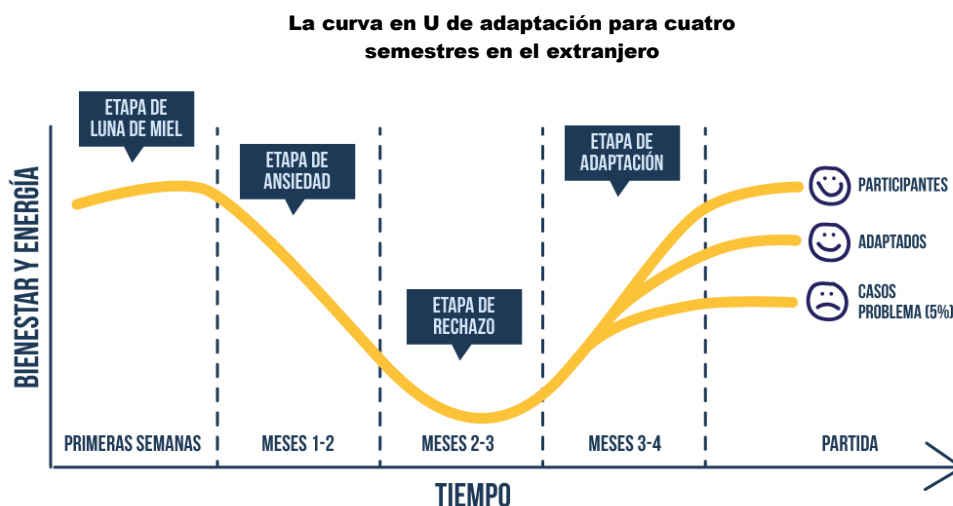 La curva en U de adaptación para cuatro
semestres en el extranjero
ETAPA DE
LUNA DE MIEL
ETAPA DE
ANSIEDAD
ETAPA DE
RECHAZO
ETAPA DE
ADAPTACIÓN
PARTICIPANTES
ADAPTADOS
CASOS
PROBLEMA (5%)
BIENESTAR Y ENERGÍA
PRIMERAS SEMANAS
MESES 1-2
MESES 2-3
MESES 3-4
PARTIDA
TIEMPO